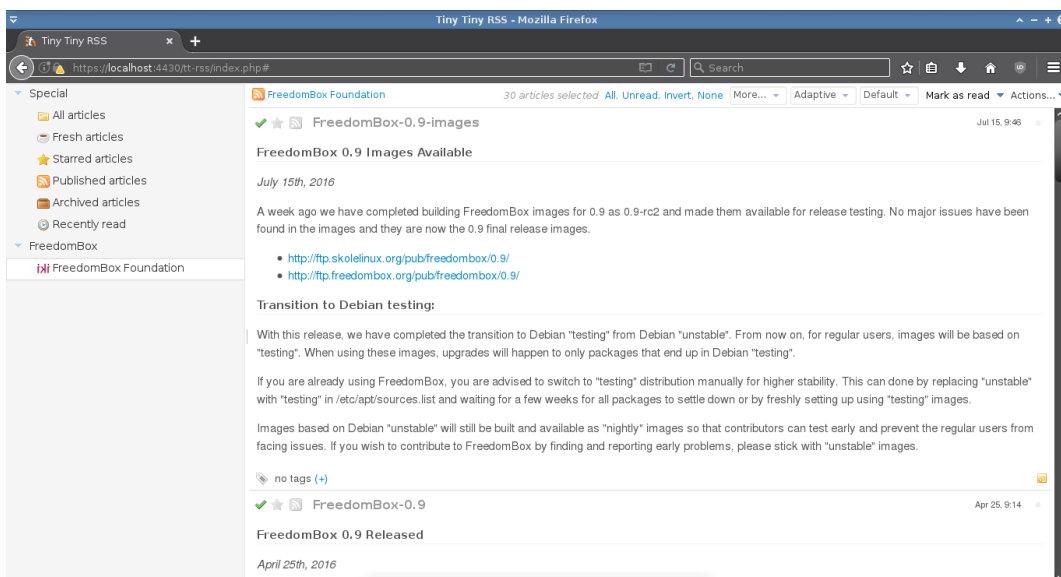 Tiny Tiny RSS - Mozilla Firefox
Tiny Tiny RSS
https://localhost:4430/tt-rss/index.php#
Search
Special
All articles
Fresh articles
Starred articles
Published articles
Archived articles
Recently read
FreedomBox
FreedomBox Foundation
FreedomBox Foundation
30 articles selected All, Unread, Invert, None More... Adaptive Default Mark as read Actions...
FreedomBox-0.9-images Jul 15, 9:46
FreedomBox 0.9 Images Available
July 15th, 2016
A week ago we have completed building FreedomBox images for 0.9 as 0.9-rc2 and made them available for release testing. No major issues have been
found in the images and they are now the 0.9 final release images.
http://ftp.skolelinux.org/pub/freedombox/0.9/
http://ftp.freedombox.org/pub/freedombox/0.9/
Transition to Debian testing:
With this release, we have completed the transition to Debian "testing" from Debian "unstable". From now on, for regular users, images will be based on
"testing". When using these images, upgrades will happen to only packages that end up in Debian "testing".
If you are already using FreedomBox, you are advised to switch to "testing" distribution manually for higher stability. This can done by replacing "unstable"
with "testing" in /etc/apt/sources.list and waiting for a few weeks for all packages to settle down or by freshly setting up using "testing" images.
Images based on Debian "unstable" will still be built and available as "nightly" images so that contributors can test early and prevent the regular users from
facing issues. If you wish to contribute to FreedomBox by finding and reporting early problems, please stick with "unstable" images.
no tags (+)
FreedomBox-0.9 Apr 25, 9:14
FreedomBox 0.9 Released
April 25th, 2016